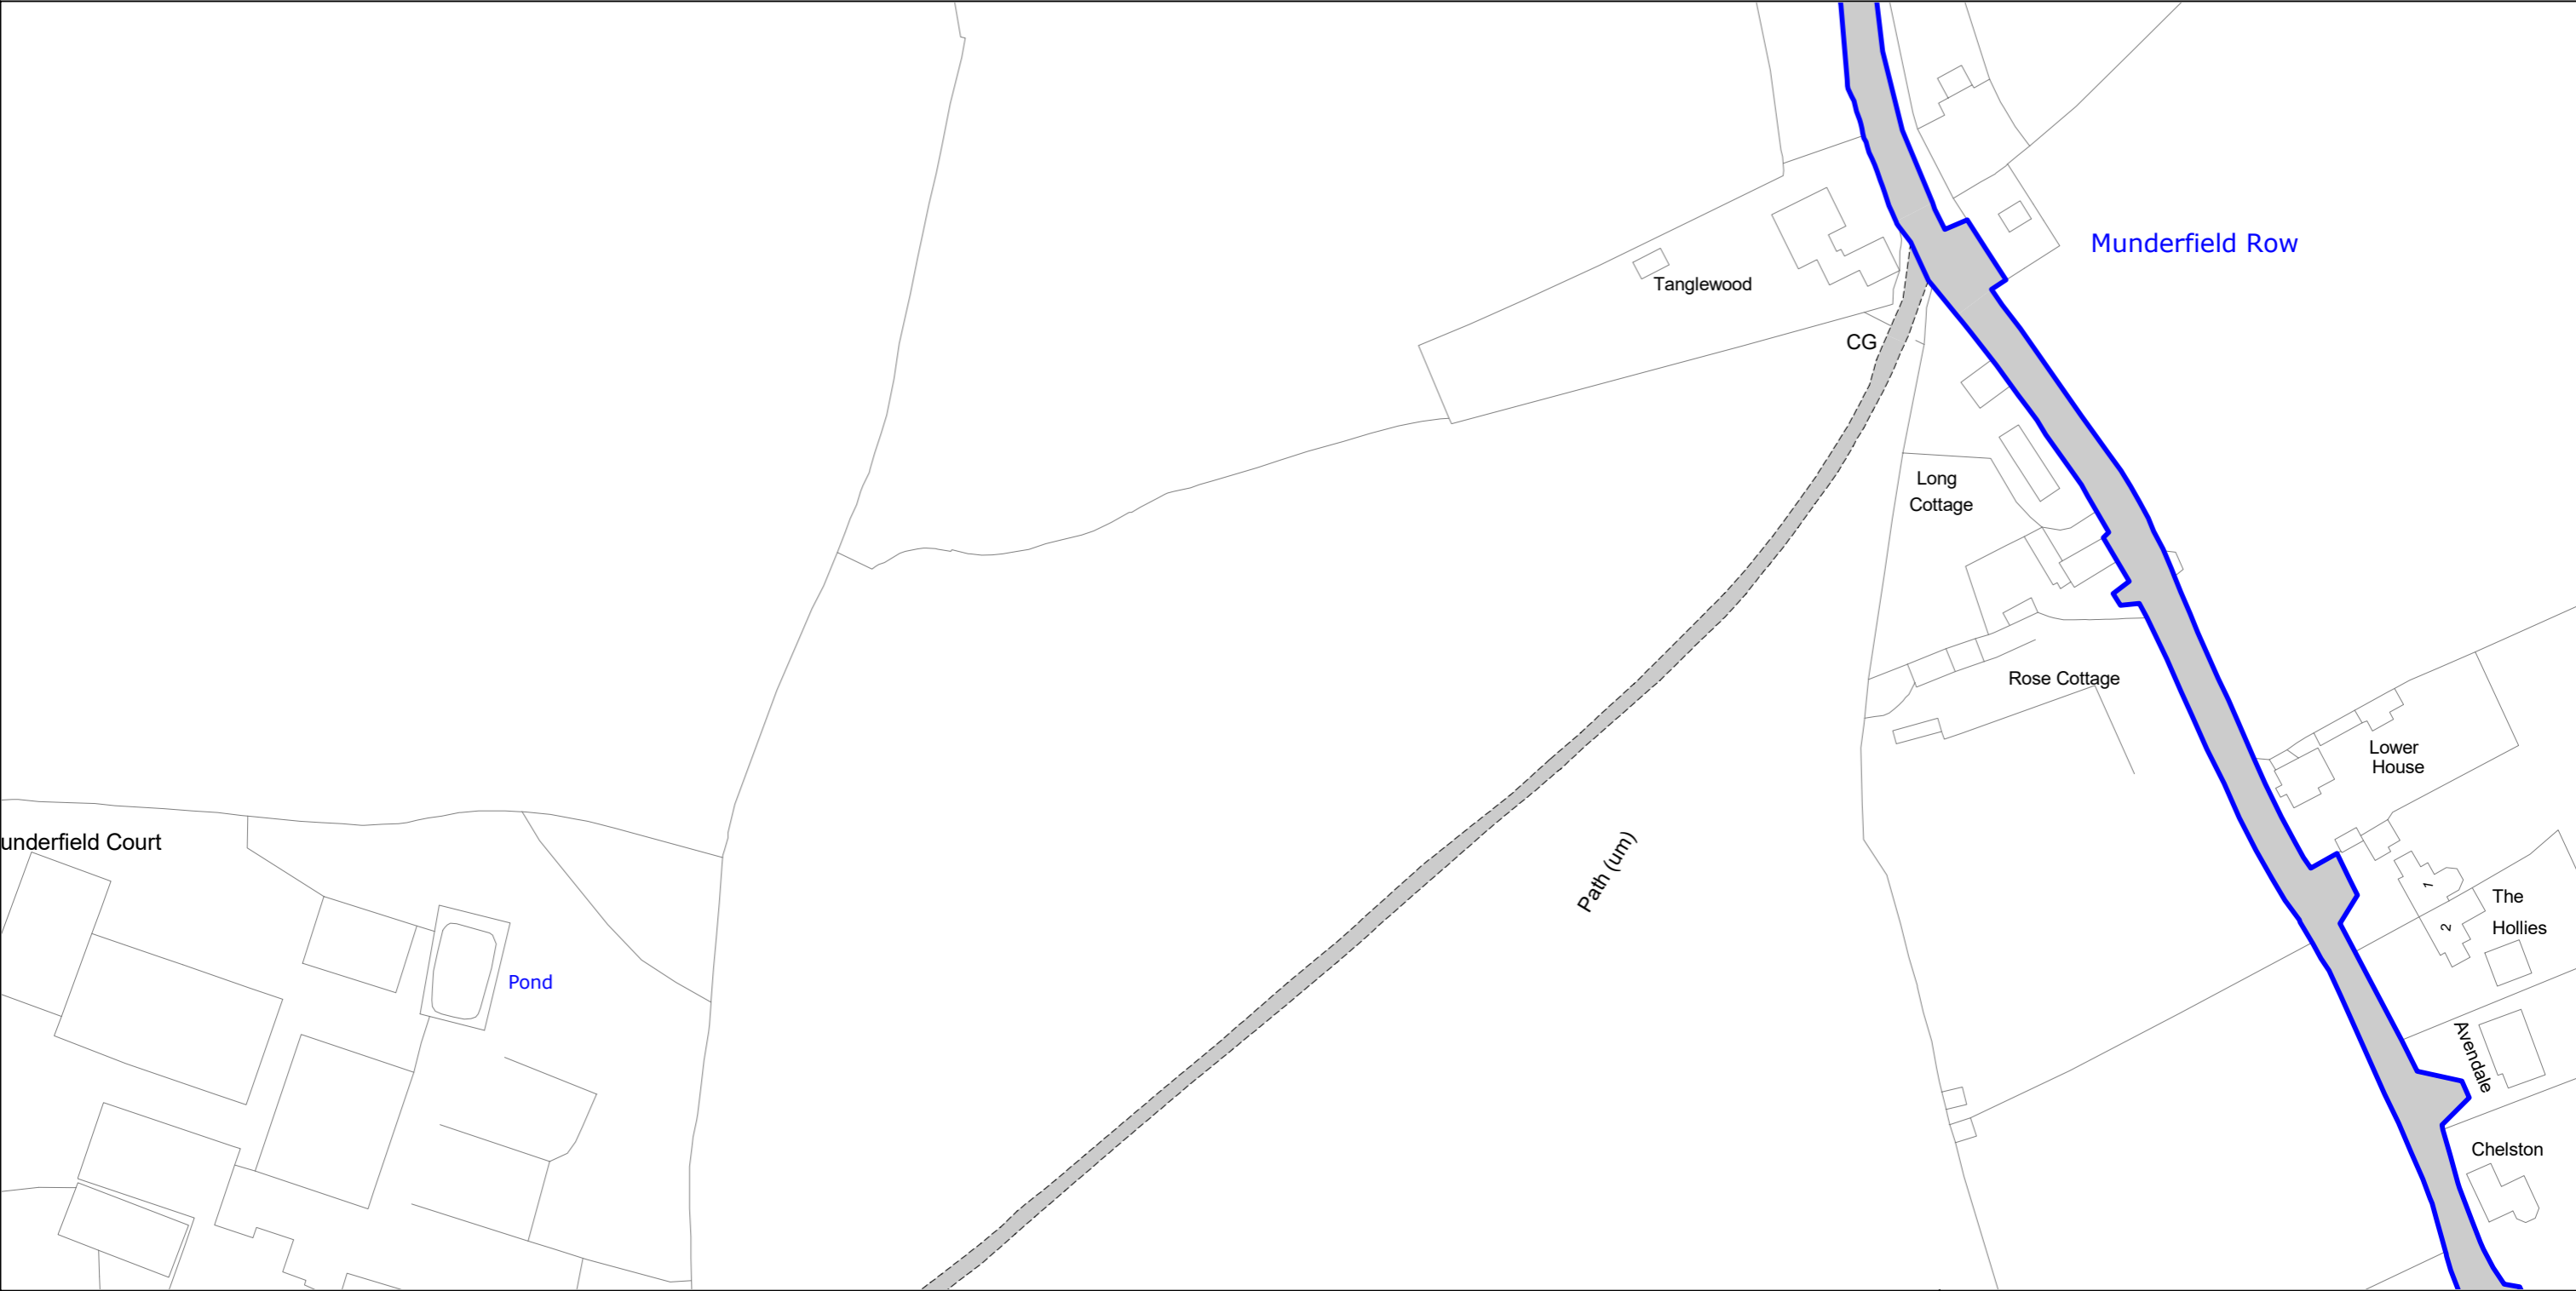 Munderfield Row
Tanglewood
CG
Long
Cottage
Rose Cottage
Lower
House
underfield Court
Path (um)
1
The
2
Hollies
Pond
Avendale
Chelston